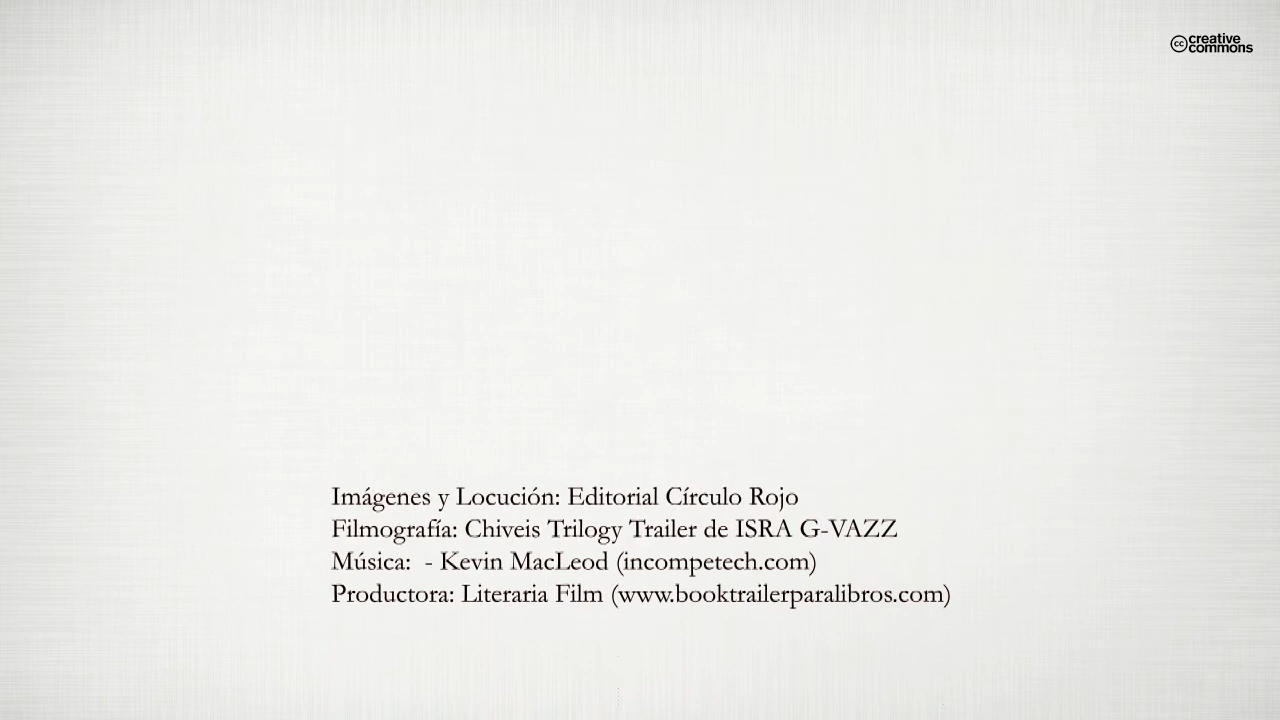 creative
commons
Imágenes y Locución: Editorial Círculo Rojo
Filmografía: Chiveis Trilogy Trailer de ISRA G-VAZZ
Música:  - Kevin MacLeod (incompetech.com)
Productora: Literaria Film (www.booktrailerparalibros.com)